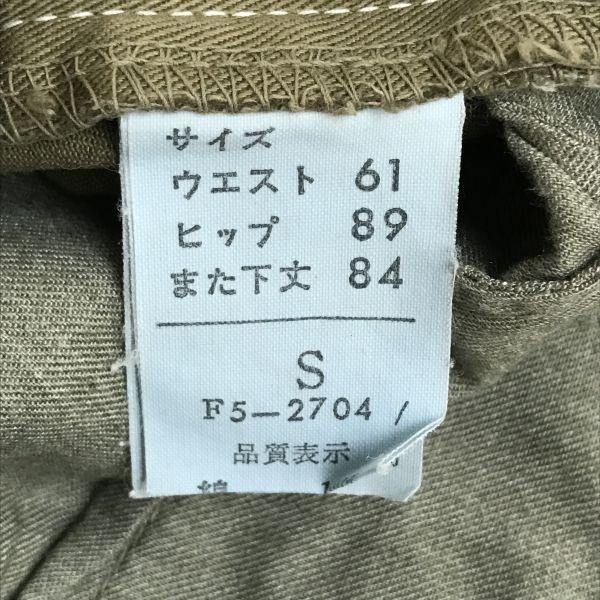 サイズ
ウエスト 61
ヒップ 89
また下丈 84
S
F5-2704 /
品質表示
綿